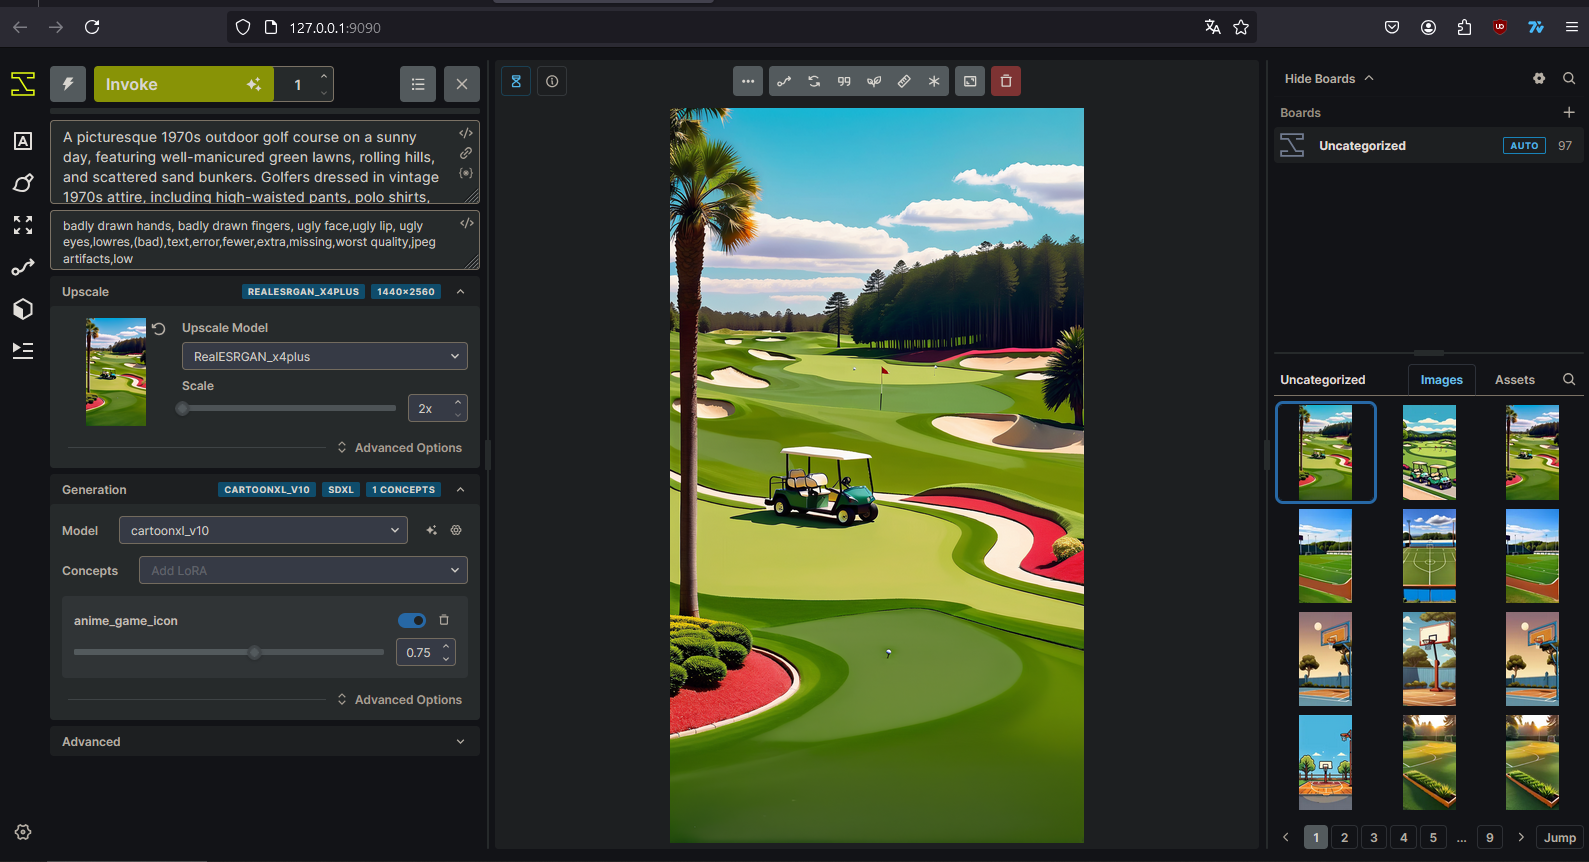 127.0.0.1:9090
Invoke
1
A picturesque 1970s outdoor golf course on a sunny
day, featuring well-manicured green lawns, rolling hills,
and scattered sand bunkers. Golfers dressed in vintage
1970s attire, including high-waisted pants, polo shirts,
badly drawn hands, badly drawn fingers, ugly face,ugly lip, ugly
eyes,lowres,(bad),text,error,fewer,extra,missing,worst quality,jpeg
artifacts,low
Upscale
REALESRGAN_X4PLUS
1440×2560
Upscale Model
RealESRGAN_x4plus
Scale
2x
Advanced Options
Generation
CARTOONXL_V10
SDXL
1 CONCEPTS
Model
cartoonxl_v10
Concepts
Add LoRA
anime_game_icon
0.75
Advanced Options
Advanced
Hide Boards
Boards
Uncategorized
AUTO
97
Uncategorized
Images
Assets
1
2
3
4
5
...
9
Jump